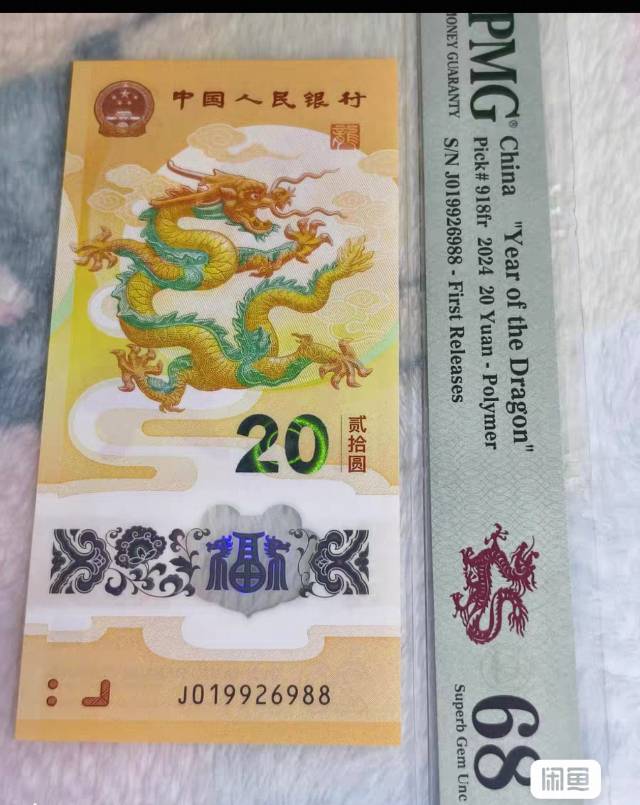 中国人民银行
20
贰拾圆
福
J019926988
PMG®
MONEY GUARANTY
China "Year of the Dragon"
Pick# 918fr 2024 20 Yuan - Polymer
S/N J019926988 - First Releases
68
Superb Gem Unc
闲鱼